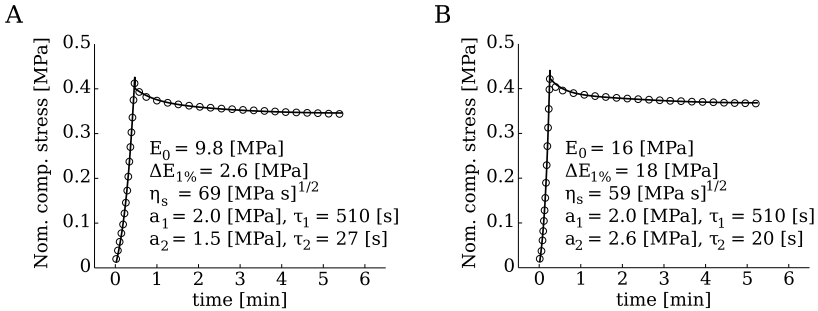 A
Nom. comp. stress [MPa]
0.5
0.4
0.3
0.2
0.1
0
E0 = 9.8 [MPa]
ΔE1% = 2.6 [MPa]
ηs = 69 [MPa s]1/2
a1 = 2.0 [MPa], τ1 = 510 [s]
a2 = 1.5 [MPa], τ2 = 27 [s]
0 1 2 3 4 5 6
time [min]
B
Nom. comp. stress [MPa]
0.5
0.4
0.3
0.2
0.1
0
E0 = 16 [MPa]
ΔE1% = 18 [MPa]
ηs = 59 [MPa s]1/2
a1 = 2.0 [MPa], τ1 = 510 [s]
a2 = 2.6 [MPa], τ2 = 20 [s]
0 1 2 3 4 5 6
time [min]